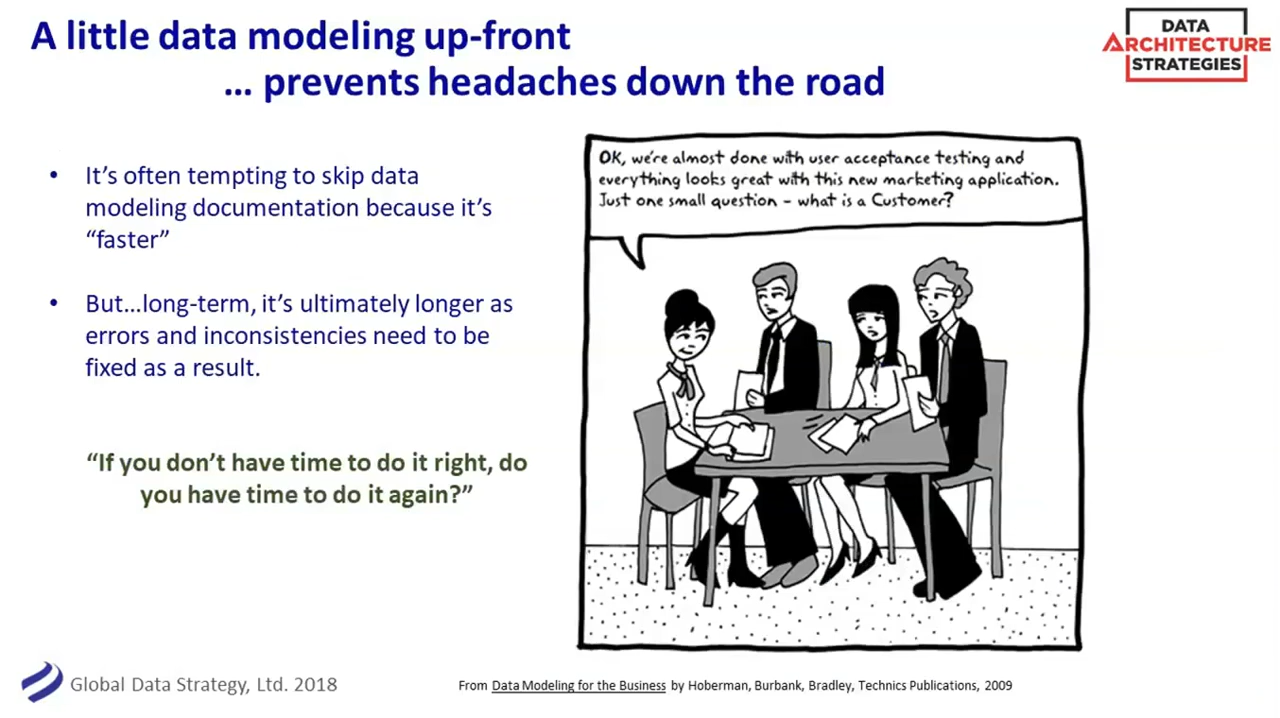 A little data modeling up-front
… prevents headaches down the road
DATA
ARCHITECTURE
STRATEGIES
• It’s often tempting to skip data
modeling documentation because it’s
“faster”
• But…long-term, it’s ultimately longer as
errors and inconsistencies need to be
fixed as a result.
“If you don’t have time to do it right, do
you have time to do it again?”
OK, we're almost done with user acceptance testing and
everything looks great with this new marketing application.
Just one small question - what is a Customer?
Global Data Strategy, Ltd. 2018
From Data Modeling for the Business by Hoberman, Burbank, Bradley, Technics Publications, 2009